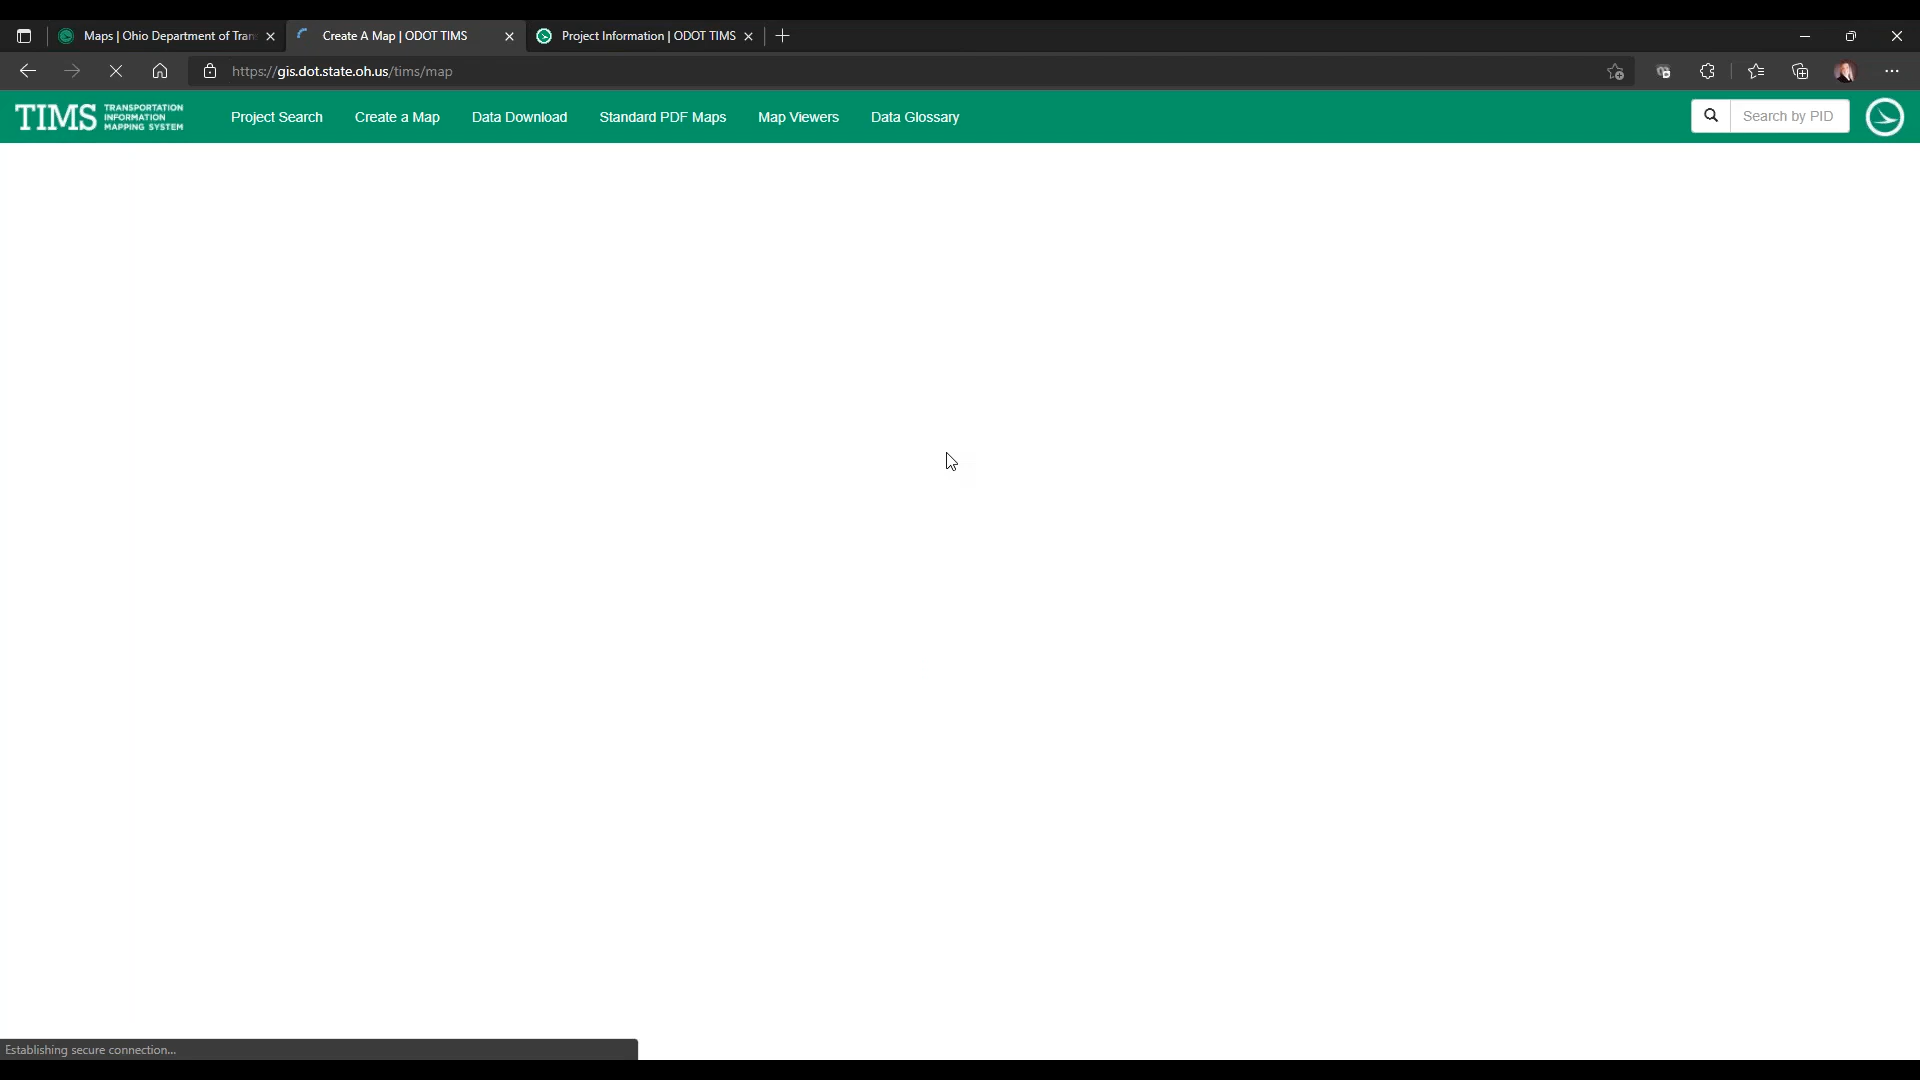 Maps | Ohio Department of Tran
Create A Map | ODOT TIMS
Project Information | ODOT TIMS
https://gis.dot.state.oh.us/tims/map
TIMS TRANSPORTATION
INFORMATION
MAPPING SYSTEM
Project Search
Create a Map
Data Download
Standard PDF Maps
Map Viewers
Data Glossary
Search by PID
Establishing secure connection...